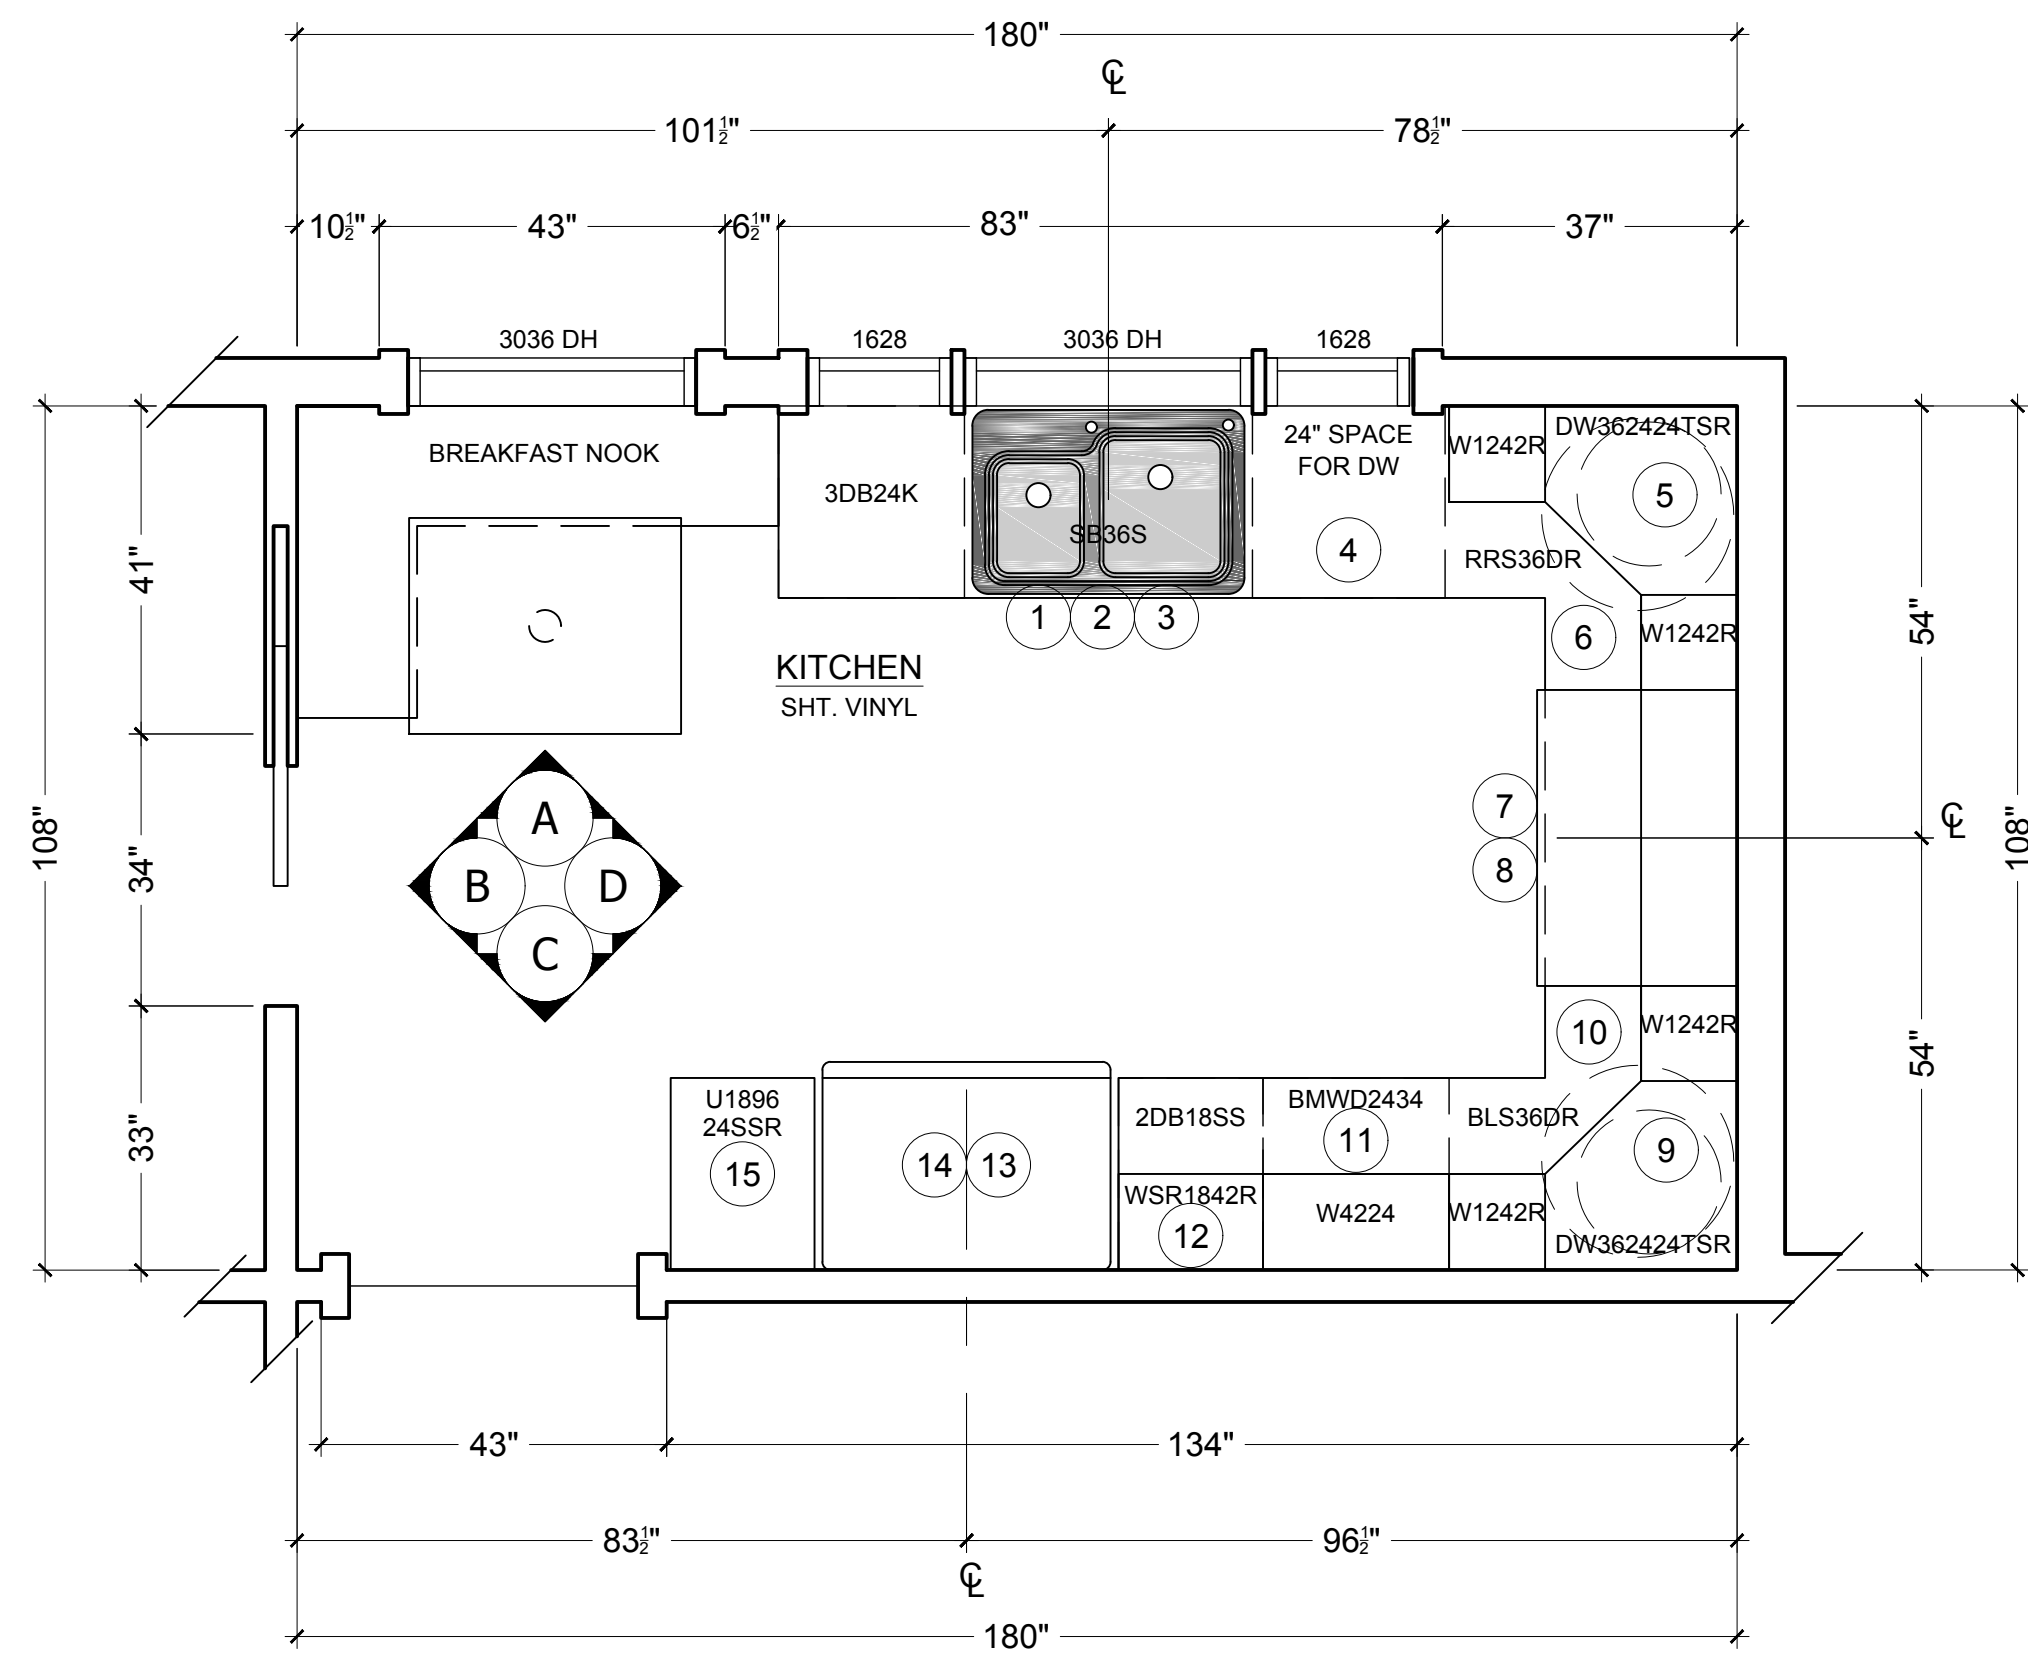 180"
℄
101½"
78½"
10½"
43"
6½"
83"
37"
3036 DH
1628
3036 DH
1628
BREAKFAST NOOK
3DB24K
SB36S
24" SPACE
FOR DW
4
W1242R
DW362424TSR
5
RRS36DR
1
2
3
6
W1242R
KITCHEN
SHT. VINYL
41"
34"
33"
108"
54"
54"
℄
108"
A
B
D
C
7
8
10
W1242R
U1896
24SSR
15
14
13
2DB18SS
BMWD2434
11
BLS36DR
9
WSR1842R
12
W4224
W1242R
DW362424TSR
43"
134"
83½"
96½"
℄
180"